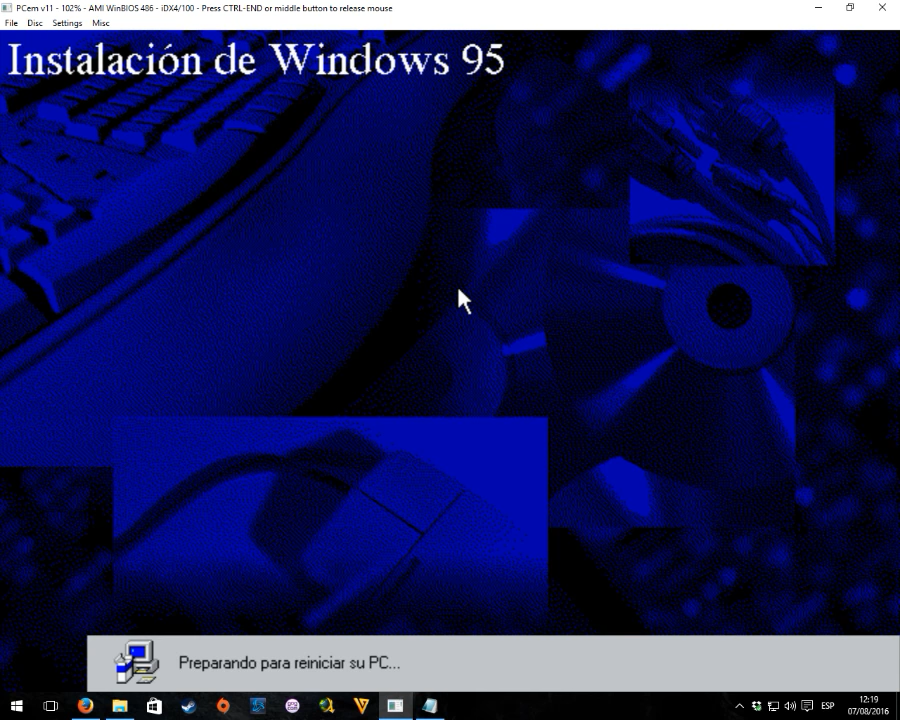 PCem v11 - 102% - AMI WinBIOS 486 - iDX4/100 - Press CTRL-END or middle button to release mouse
File Disc Settings Misc
Instalación de Windows 95
Preparando para reiniciar su PC...
ESP
12:19
07/08/2016